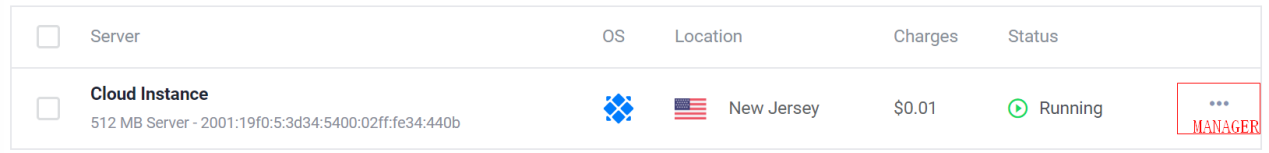 Server OS Location Charges Status
Cloud Instance
512 MB Server - 2001:19f0:5:3d34:5400:02ff:fe34:440b
New Jersey $0.01 Running
MANAGER